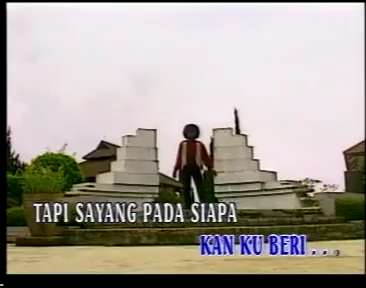 TAPI SAYANG PADA SIAPA
KAN KU BERI . . . .